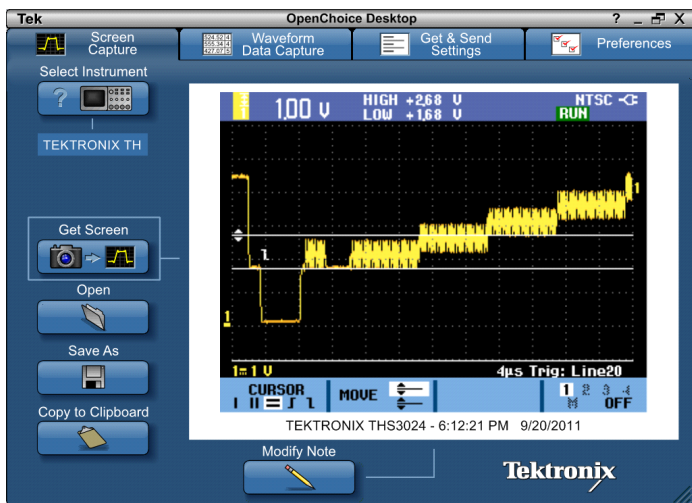 Tek OpenChoice Desktop ? _ X
Screen Capture
Waveform Data Capture
Get & Send Settings
Preferences
Select Instrument
?
TEKTRONIX TH
Get Screen
Open
Save As
Copy to Clipboard
1.00 V HIGH +2.68 V NTSC
LOW +1.68 V RUN
1
1
1=1 V 4µs Trig: Line20
CURSOR MOVE 1 2 3 4
M OFF
TEKTRONIX THS3024 - 6:12:21 PM 9/20/2011
Modify Note
Tektronix